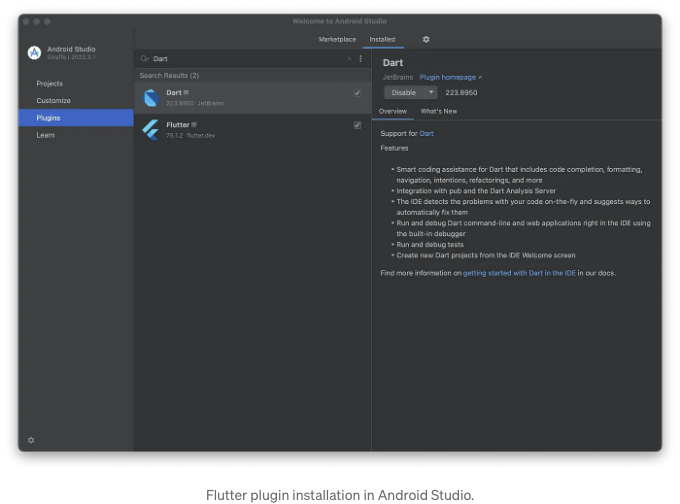 Welcome to Android Studio
Android Studio
Giraffe | 2022.3.1
Projects
Customize
Plugins
Learn
Marketplace
Installed
Dart
Search Results (2)
Dart
223.8950 JetBrains
Flutter
75.1.2 flutter.dev
Dart
JetBrains Plugin homepage ↗
Disable
223.8950
Overview
What's New
Support for Dart
Features
• Smart coding assistance for Dart that includes code completion, formatting,
navigation, intentions, refactorings, and more
• Integration with pub and the Dart Analysis Server
• The IDE detects the problems with your code on-the-fly and suggests ways to
automatically fix them
• Run and debug Dart command-line and web applications right in the IDE using
the built-in debugger
• Run and debug tests
• Create new Dart projects from the IDE Welcome screen
Find more information on getting started with Dart in the IDE in our docs.
Flutter plugin installation in Android Studio.